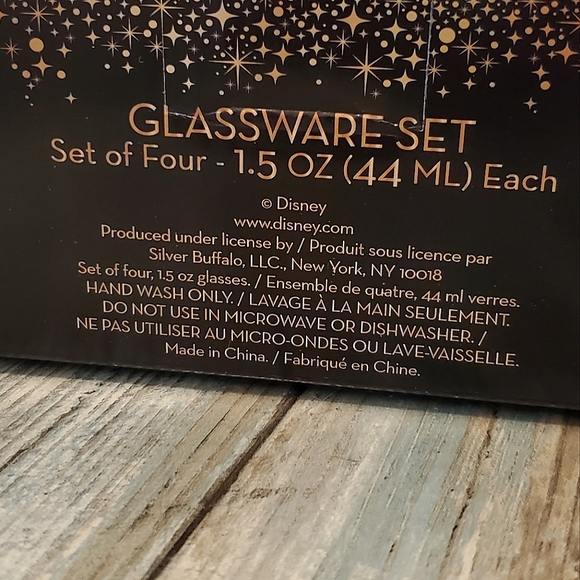 GLASSWARE SET
Set of Four - 1.5 OZ (44 ML) Each
© Disney
www.disney.com
Produced under license by / Produit sous licence par
Silver Buffalo, LLC., New York, NY 10018
Set of four, 1.5 oz glasses. / Ensemble de quatre, 44 ml verres.
HAND WASH ONLY. / LAVAGE À LA MAIN SEULEMENT.
DO NOT USE IN MICROWAVE OR DISHWASHER. /
NE PAS UTILISER AU MICRO-ONDES OU LAVE-VAISSELLE.
Made in China. / Fabriqué en Chine.